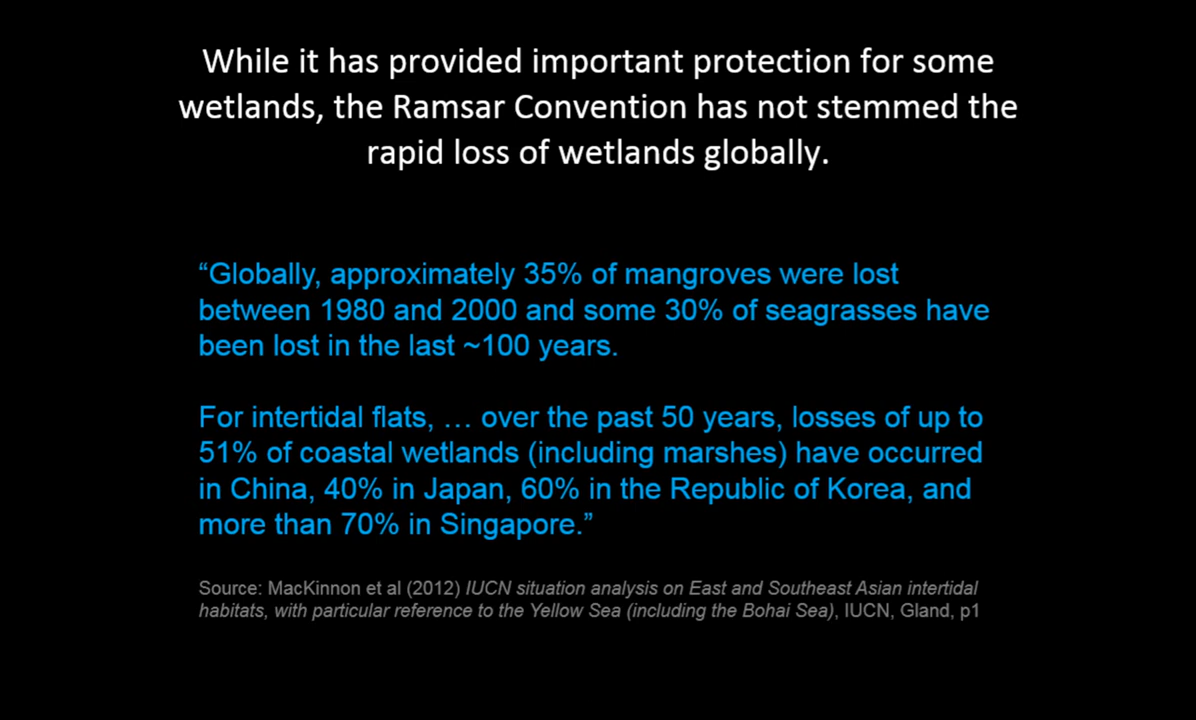 While it has provided important protection for some
wetlands, the Ramsar Convention has not stemmed the
rapid loss of wetlands globally.
“Globally, approximately 35% of mangroves were lost
between 1980 and 2000 and some 30% of seagrasses have
been lost in the last ~100 years.
For intertidal flats, … over the past 50 years, losses of up to
51% of coastal wetlands (including marshes) have occurred
in China, 40% in Japan, 60% in the Republic of Korea, and
more than 70% in Singapore.”
Source: MacKinnon et al (2012) IUCN situation analysis on East and Southeast Asian intertidal
habitats, with particular reference to the Yellow Sea (including the Bohai Sea), IUCN, Gland, p1